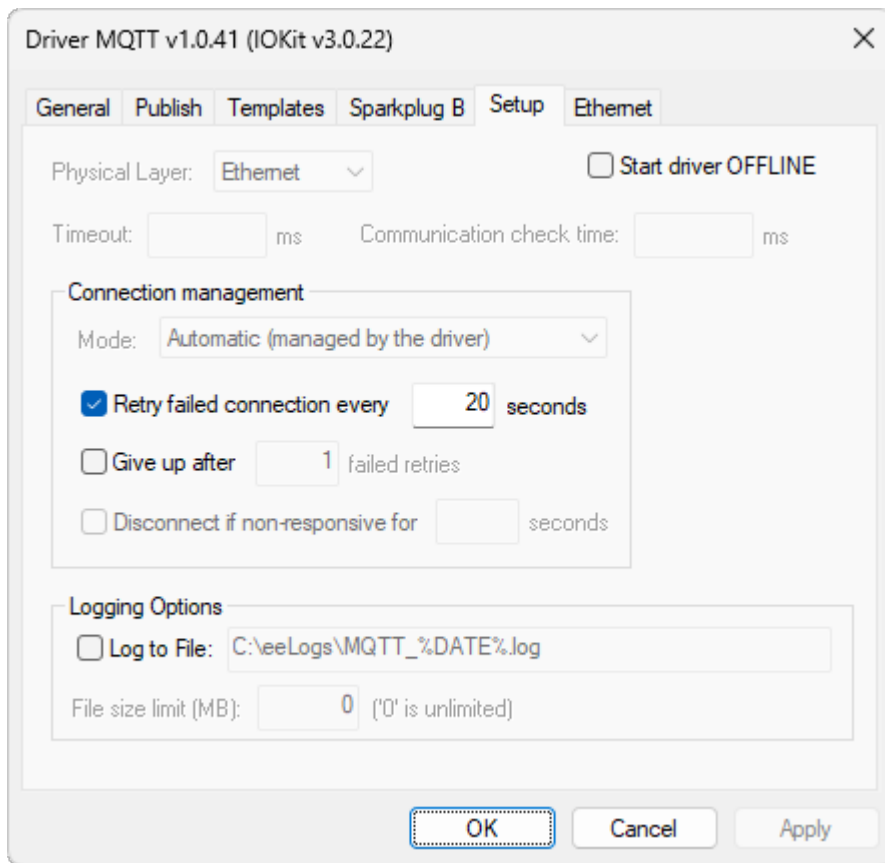 Driver MQTT v1.0.41 (IOKit v3.0.22)
General Publish Templates Sparkplug B Setup Ethernet
Physical Layer: Ethernet Start driver OFFLINE
Timeout: ms Communication check time: ms
Connection management
Mode: Automatic (managed by the driver)
Retry failed connection every 20 seconds
Give up after 1 failed retries
Disconnect if non-responsive for seconds
Logging Options
Log to File: C:\eeLogs\MQTT_%DATE%.log
File size limit (MB): 0 ('0' is unlimited)
OK Cancel Apply